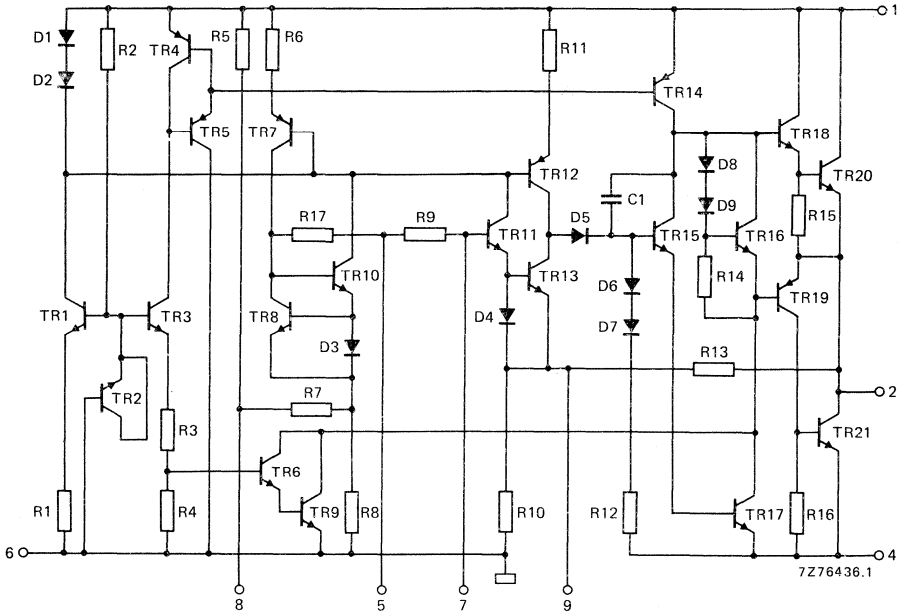 1
D1
R2
TR4
R5
R6
R11
D2
TR14
TR5
TR7
TR18
D8
TR12
TR20
C1
D9
R15
R17
R9
TR11
D5
TR15
TR16
TR10
TR13
R14
D6
TR19
TR1
TR3
TR8
D4
D7
D3
R13
TR2
R7
2
R3
TR21
TR6
R1
R4
TR9
R8
R10
R12
TR17
R16
6
4
7Z76436.1
8
5
7
9